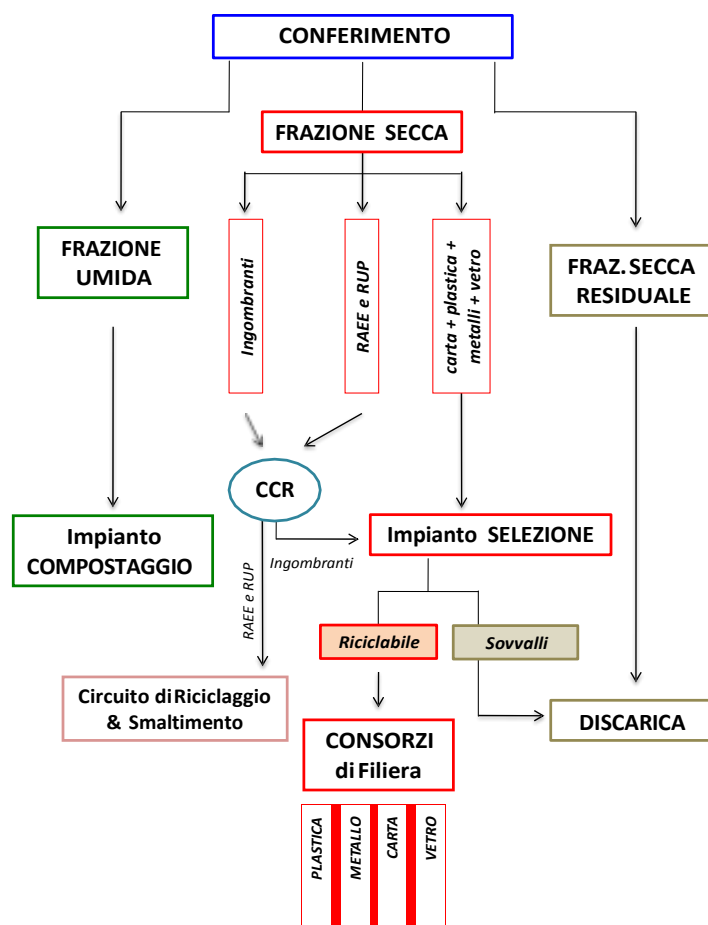 CONFERIMENTO
FRAZIONE SECCA
FRAZIONE
UMIDA
Ingombranti
RAEE e RUP
carta + plastica +
metalli + vetro
FRAZ. SECCA
RESIDUALE
CCR
Impianto
COMPOSTAGGIO
Impianto SELEZIONE
Ingombranti
RAEE e RUP
Riciclabile
Sovvalli
Circuito di Riciclaggio
& Smaltimento
CONSORZI
di Filiera
DISCARICA
PLASTICA
METALLO
CARTA
VETRO